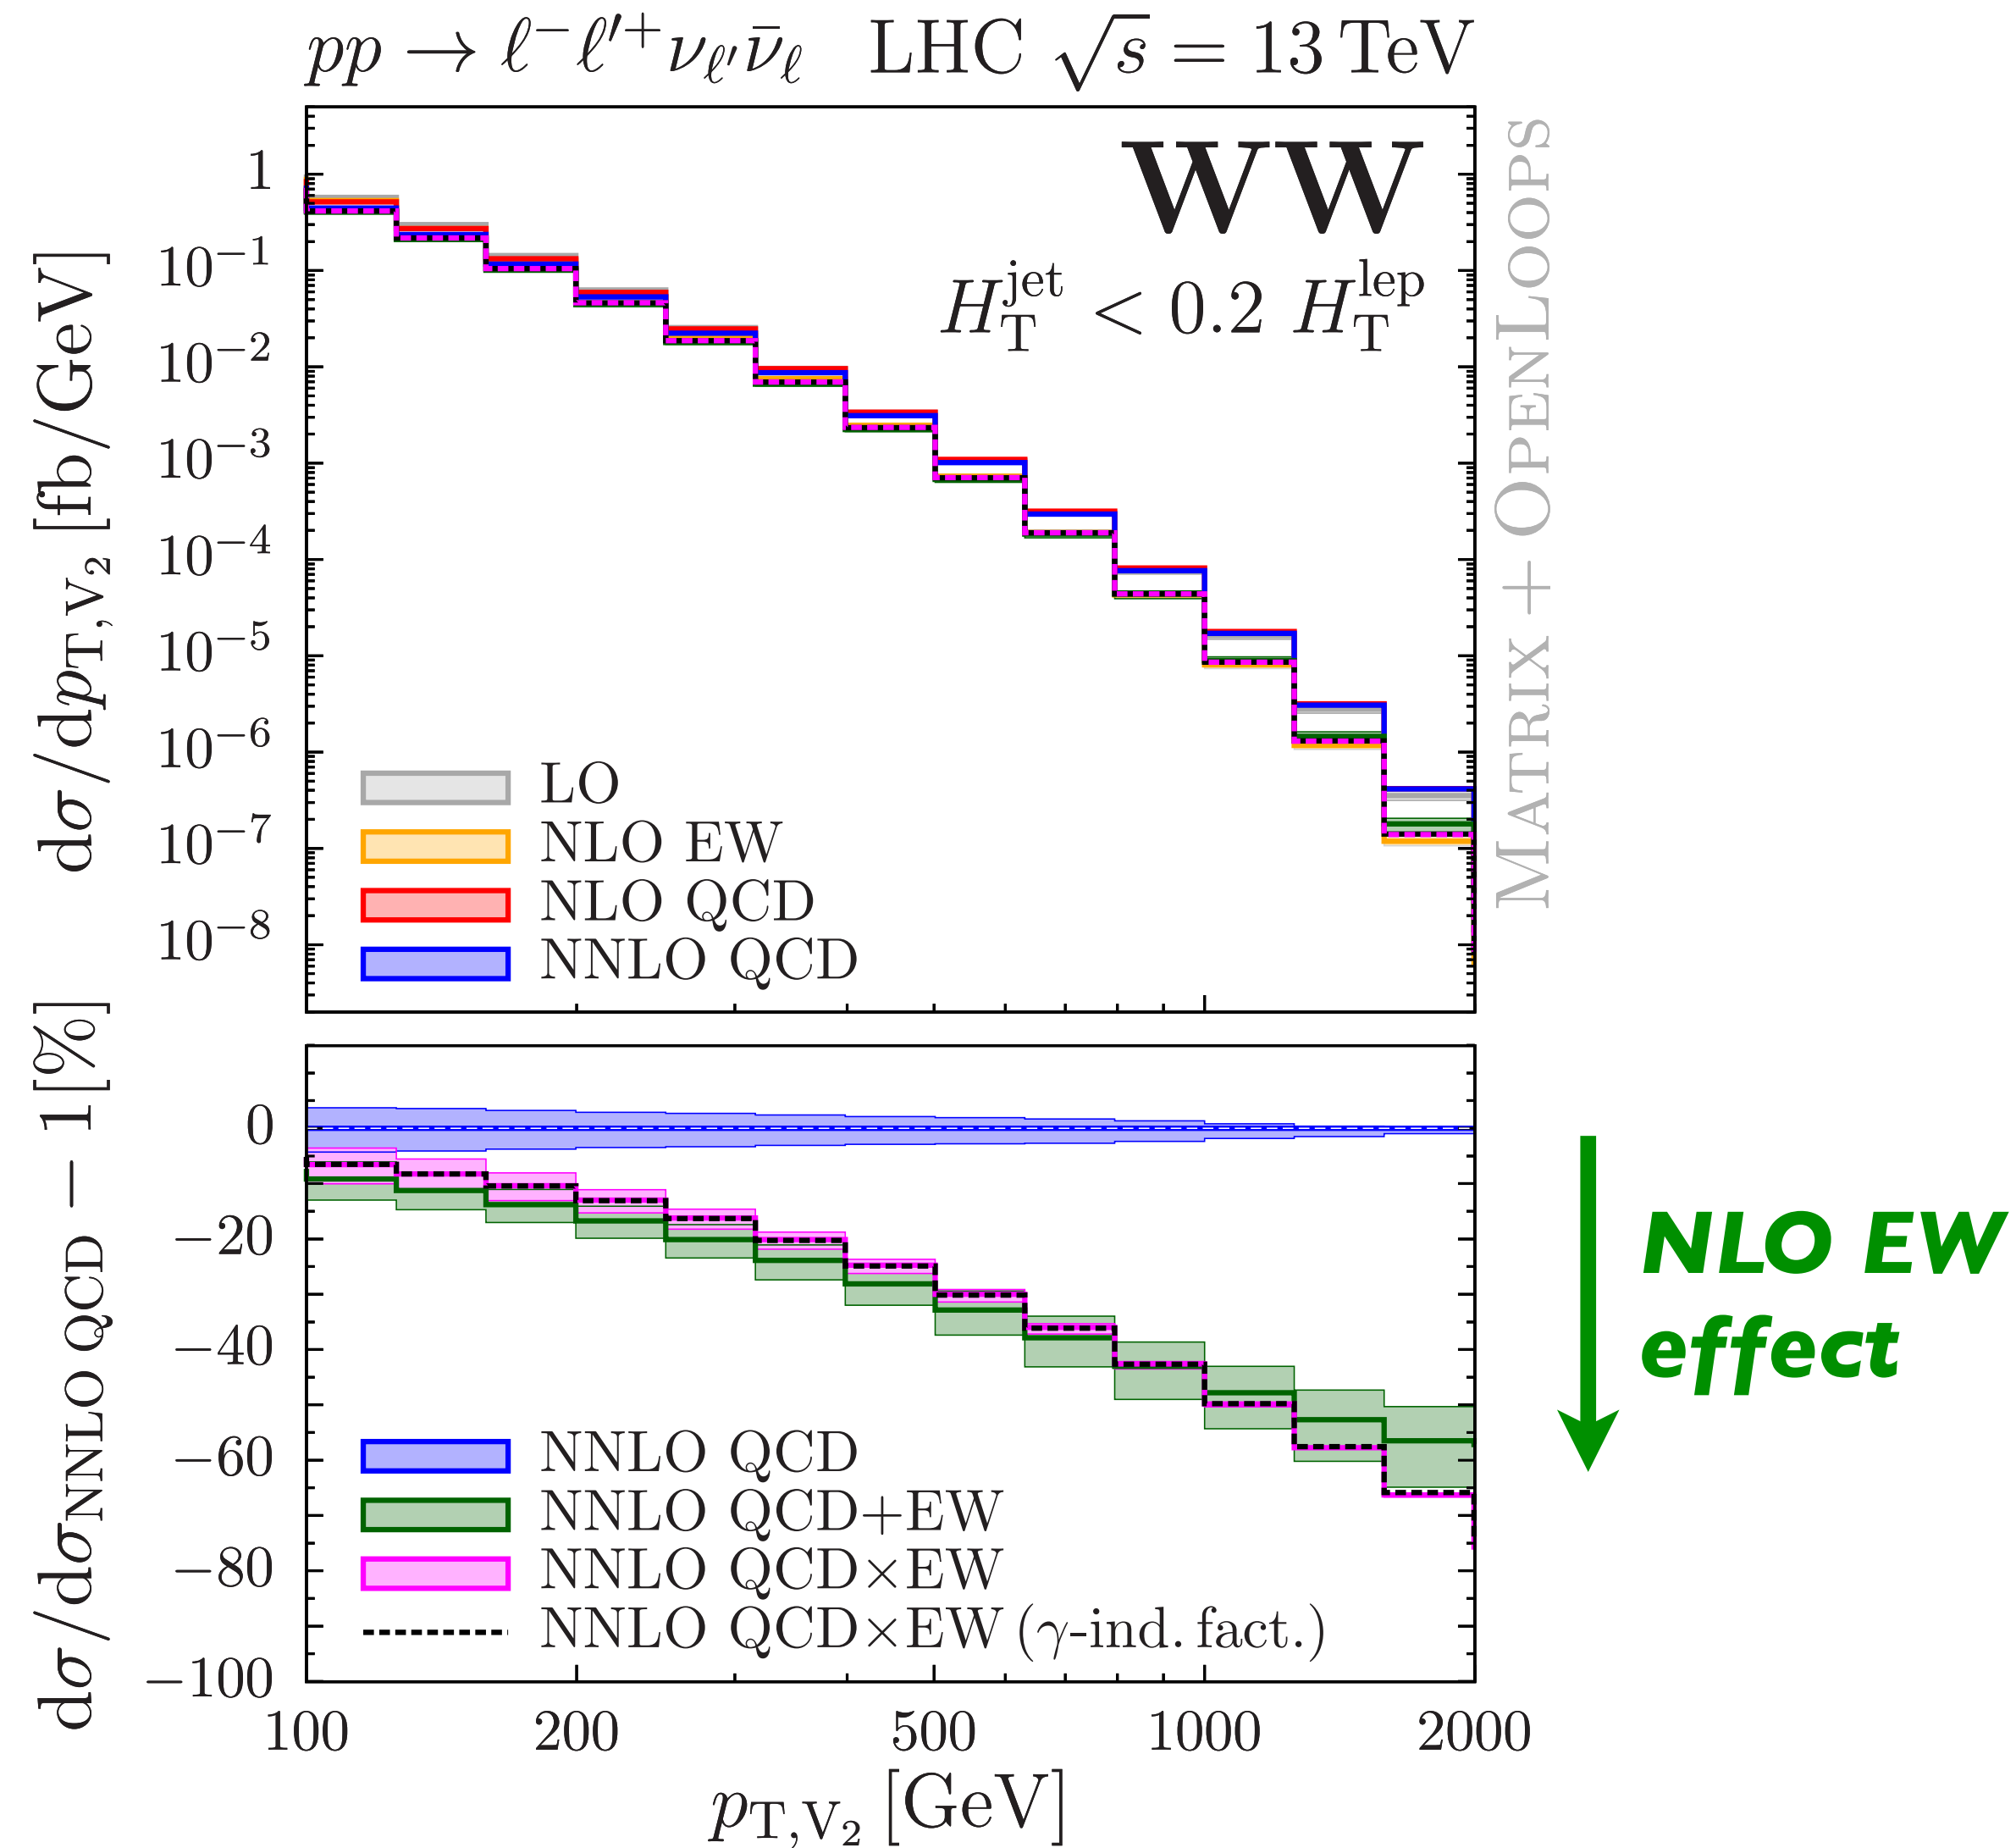 pp → ℓ⁻ℓ′⁺ν_ℓ′ν̄_ℓ LHC √s = 13 TeV
WW
H_T^jet < 0.2 H_T^lep
dσ/dp_T,V₂ [fb/GeV]
1
10⁻¹
10⁻²
10⁻³
10⁻⁴
10⁻⁵
10⁻⁶
10⁻⁷
10⁻⁸
LO
NLO EW
NLO QCD
NNLO QCD
MATRIX + OPENLOOPS
dσ/dσ_NNLO QCD − 1[%]
0
−20
−40
−60
−80
−100
NNLO QCD
NNLO QCD+EW
NNLO QCD×EW
NNLO QCD×EW (γ-ind. fact.)
NLO EW
effect
100 200 500 1000 2000
p_T,V₂ [GeV]